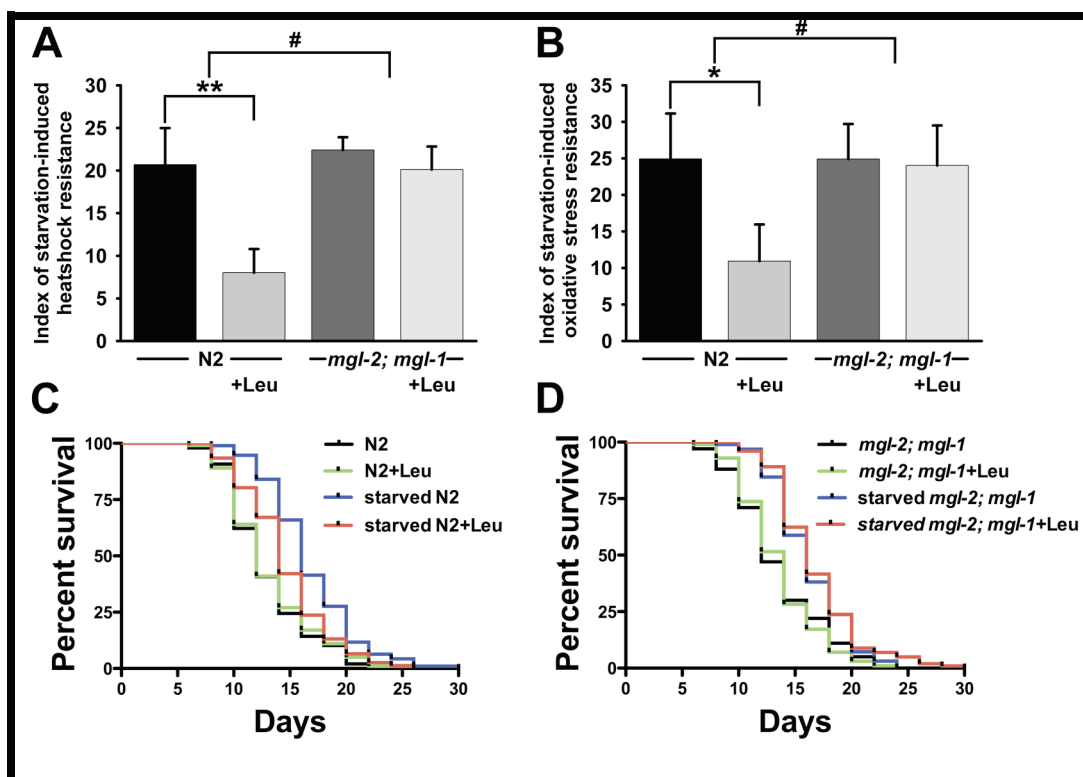 A
#
**
Index of starvation-induced
heatshock resistance
30
25
20
15
10
5
0
N2
+Leu
mgl-2; mgl-1
+Leu
B
#
*
Index of starvation-induced
oxidative stress resistance
35
30
25
20
15
10
5
0
N2
+Leu
mgl-2; mgl-1
+Leu
C
Percent survival
100
75
50
25
0
0 5 10 15 20 25 30
Days
N2
N2+Leu
starved N2
starved N2+Leu
D
Percent survival
100
75
50
25
0
0 5 10 15 20 25 30
Days
mgl-2; mgl-1
mgl-2; mgl-1+Leu
starved mgl-2; mgl-1
starved mgl-2; mgl-1+Leu